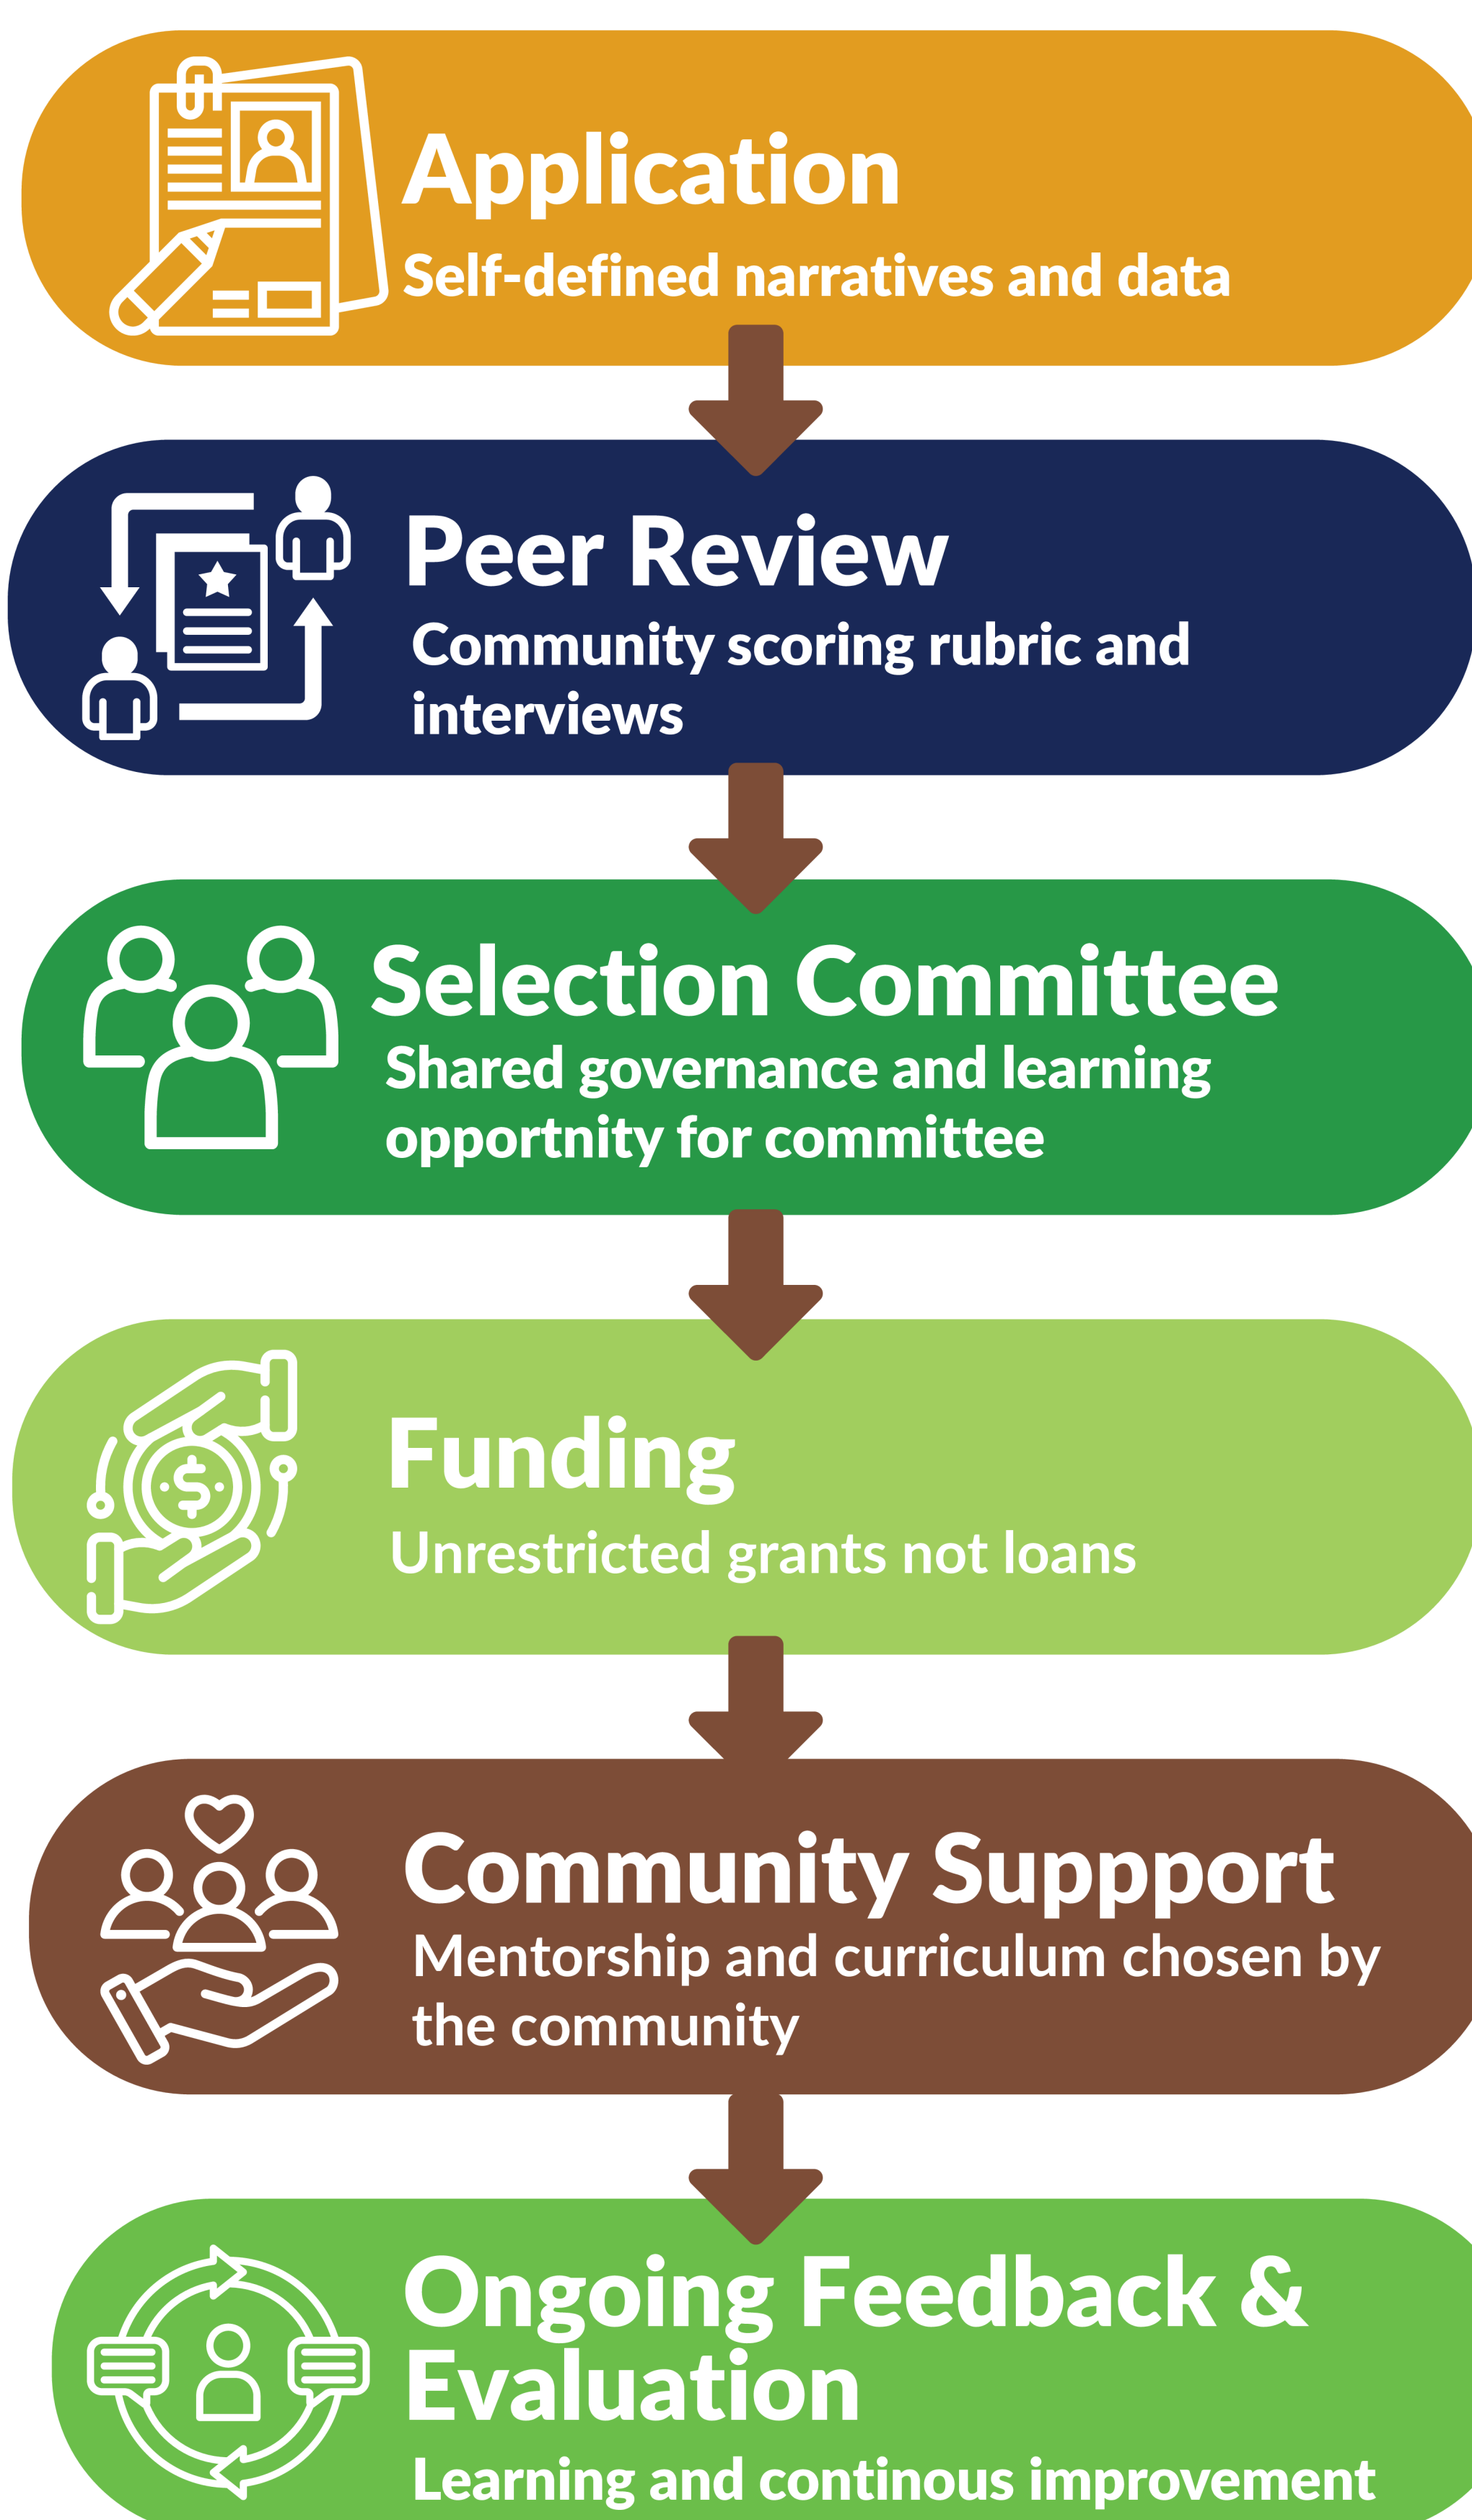 Application
Self-defined narratives and data
Peer Review
Community scoring rubric and
interviews
Selection Committee
Shared governance and learning
opportnity for committee
Funding
Unrestricted grants not loans
Community Support
Mentorship and curriculum chosen by
the community
Ongoing Feedback &
Evaluation
Learning and continous improvement